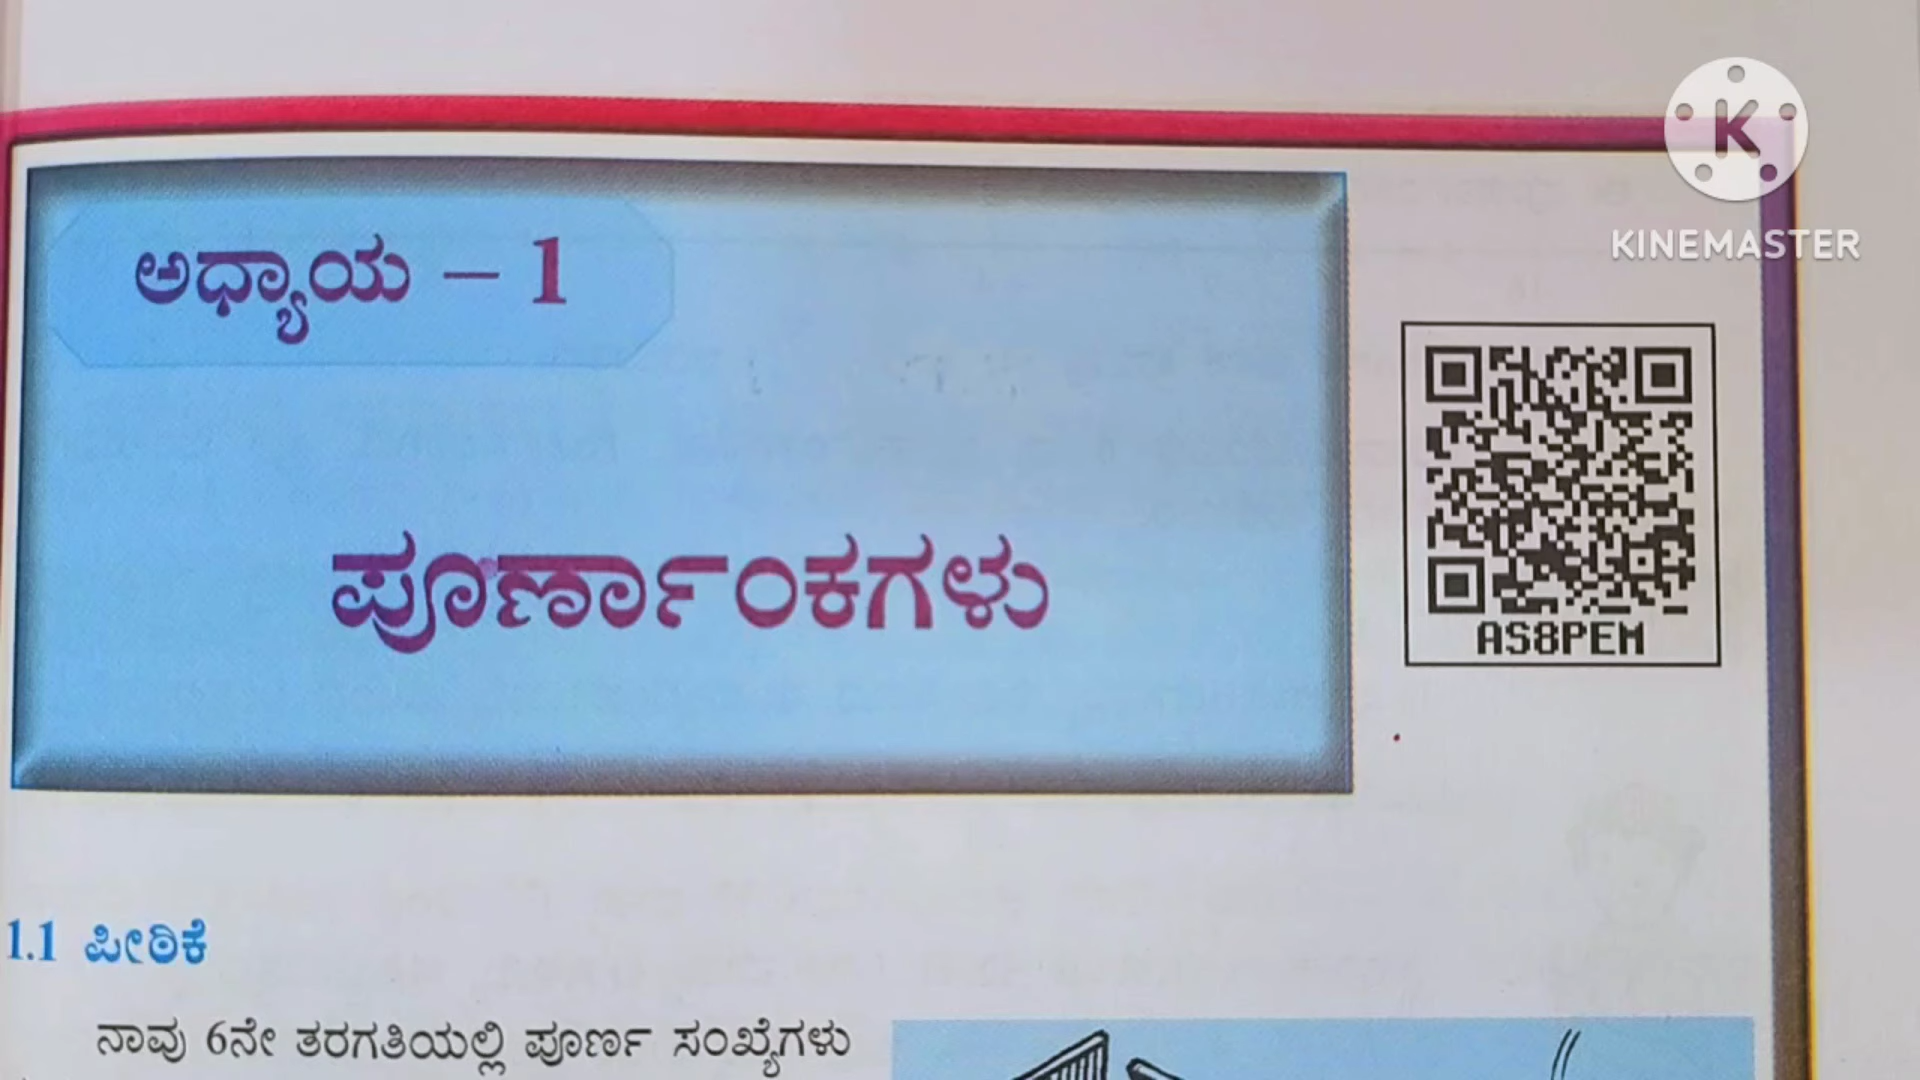 K
KINEMASTER
ಅಧ್ಯಾಯ – 1
ಪೂರ್ಣಾಂಕಗಳು
AS8PEM
1.1 ಪೀಠಿಕೆ
ನಾವು 6ನೇ ತರಗತಿಯಲ್ಲಿ ಪೂರ್ಣ ಸಂಖ್ಯೆಗಳು